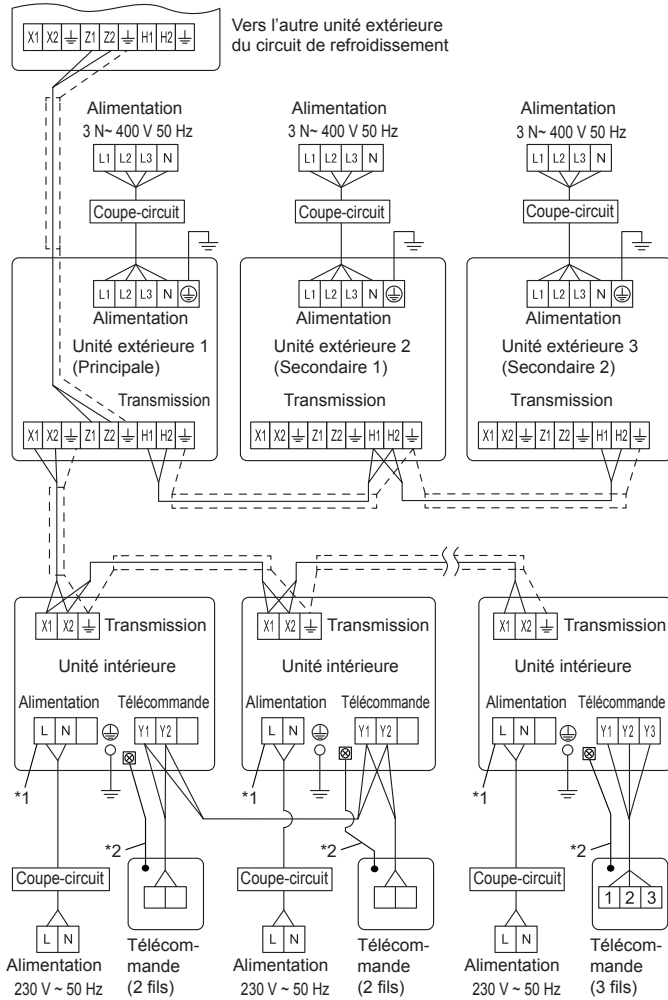 X1 X2 Z1 Z2 H1 H2
Vers l'autre unité extérieure
du circuit de refroidissement
Alimentation
3 N~ 400 V 50 Hz
L1 L2 L3 N
Coupe-circuit
L1 L2 L3 N
Alimentation
Unité extérieure 1
(Principale)
Transmission
X1 X2 Z1 Z2 H1 H2
Alimentation
3 N~ 400 V 50 Hz
L1 L2 L3 N
Coupe-circuit
L1 L2 L3 N
Alimentation
Unité extérieure 2
(Secondaire 1)
Transmission
X1 X2 Z1 Z2 H1 H2
Alimentation
3 N~ 400 V 50 Hz
L1 L2 L3 N
Coupe-circuit
L1 L2 L3 N
Alimentation
Unité extérieure 3
(Secondaire 2)
Transmission
X1 X2 Z1 Z2 H1 H2
X1 X2 Transmission
Unité intérieure
Alimentation Télécommande
L N Y1 Y2
*1
*2
Coupe-circuit
L N
Alimentation
230 V ~ 50 Hz
Télécom-
mande
(2 fils)
X1 X2 Transmission
Unité intérieure
Alimentation Télécommande
L N Y1 Y2
*1
*2
Coupe-circuit
L N
Alimentation
230 V ~ 50 Hz
Télécom-
mande
(2 fils)
X1 X2 Transmission
Unité intérieure
Alimentation Télécommande
L N Y1 Y2 Y3
*1
*2
Coupe-circuit
1 2 3
L N
Alimentation
230 V ~ 50 Hz
Télécom-
mande
(3 fils)